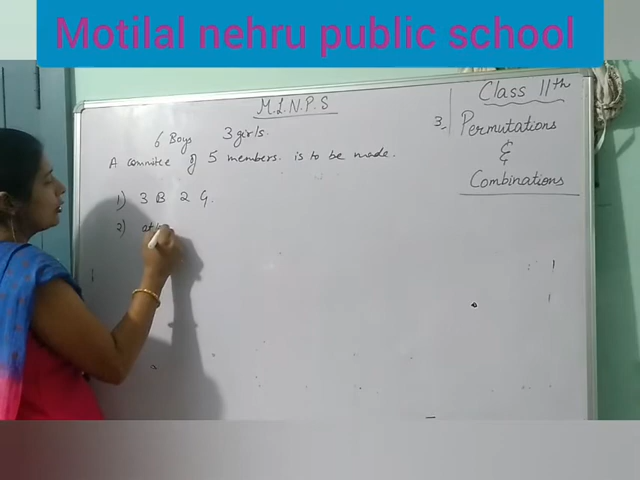 Motilal nehru public school
M.L.N.P.S
Class 11th
3. Permutations
&
Combinations
6 Boys 3 girls.
A commitee of 5 members. is to be made.
1) 3 B 2 G.
2)